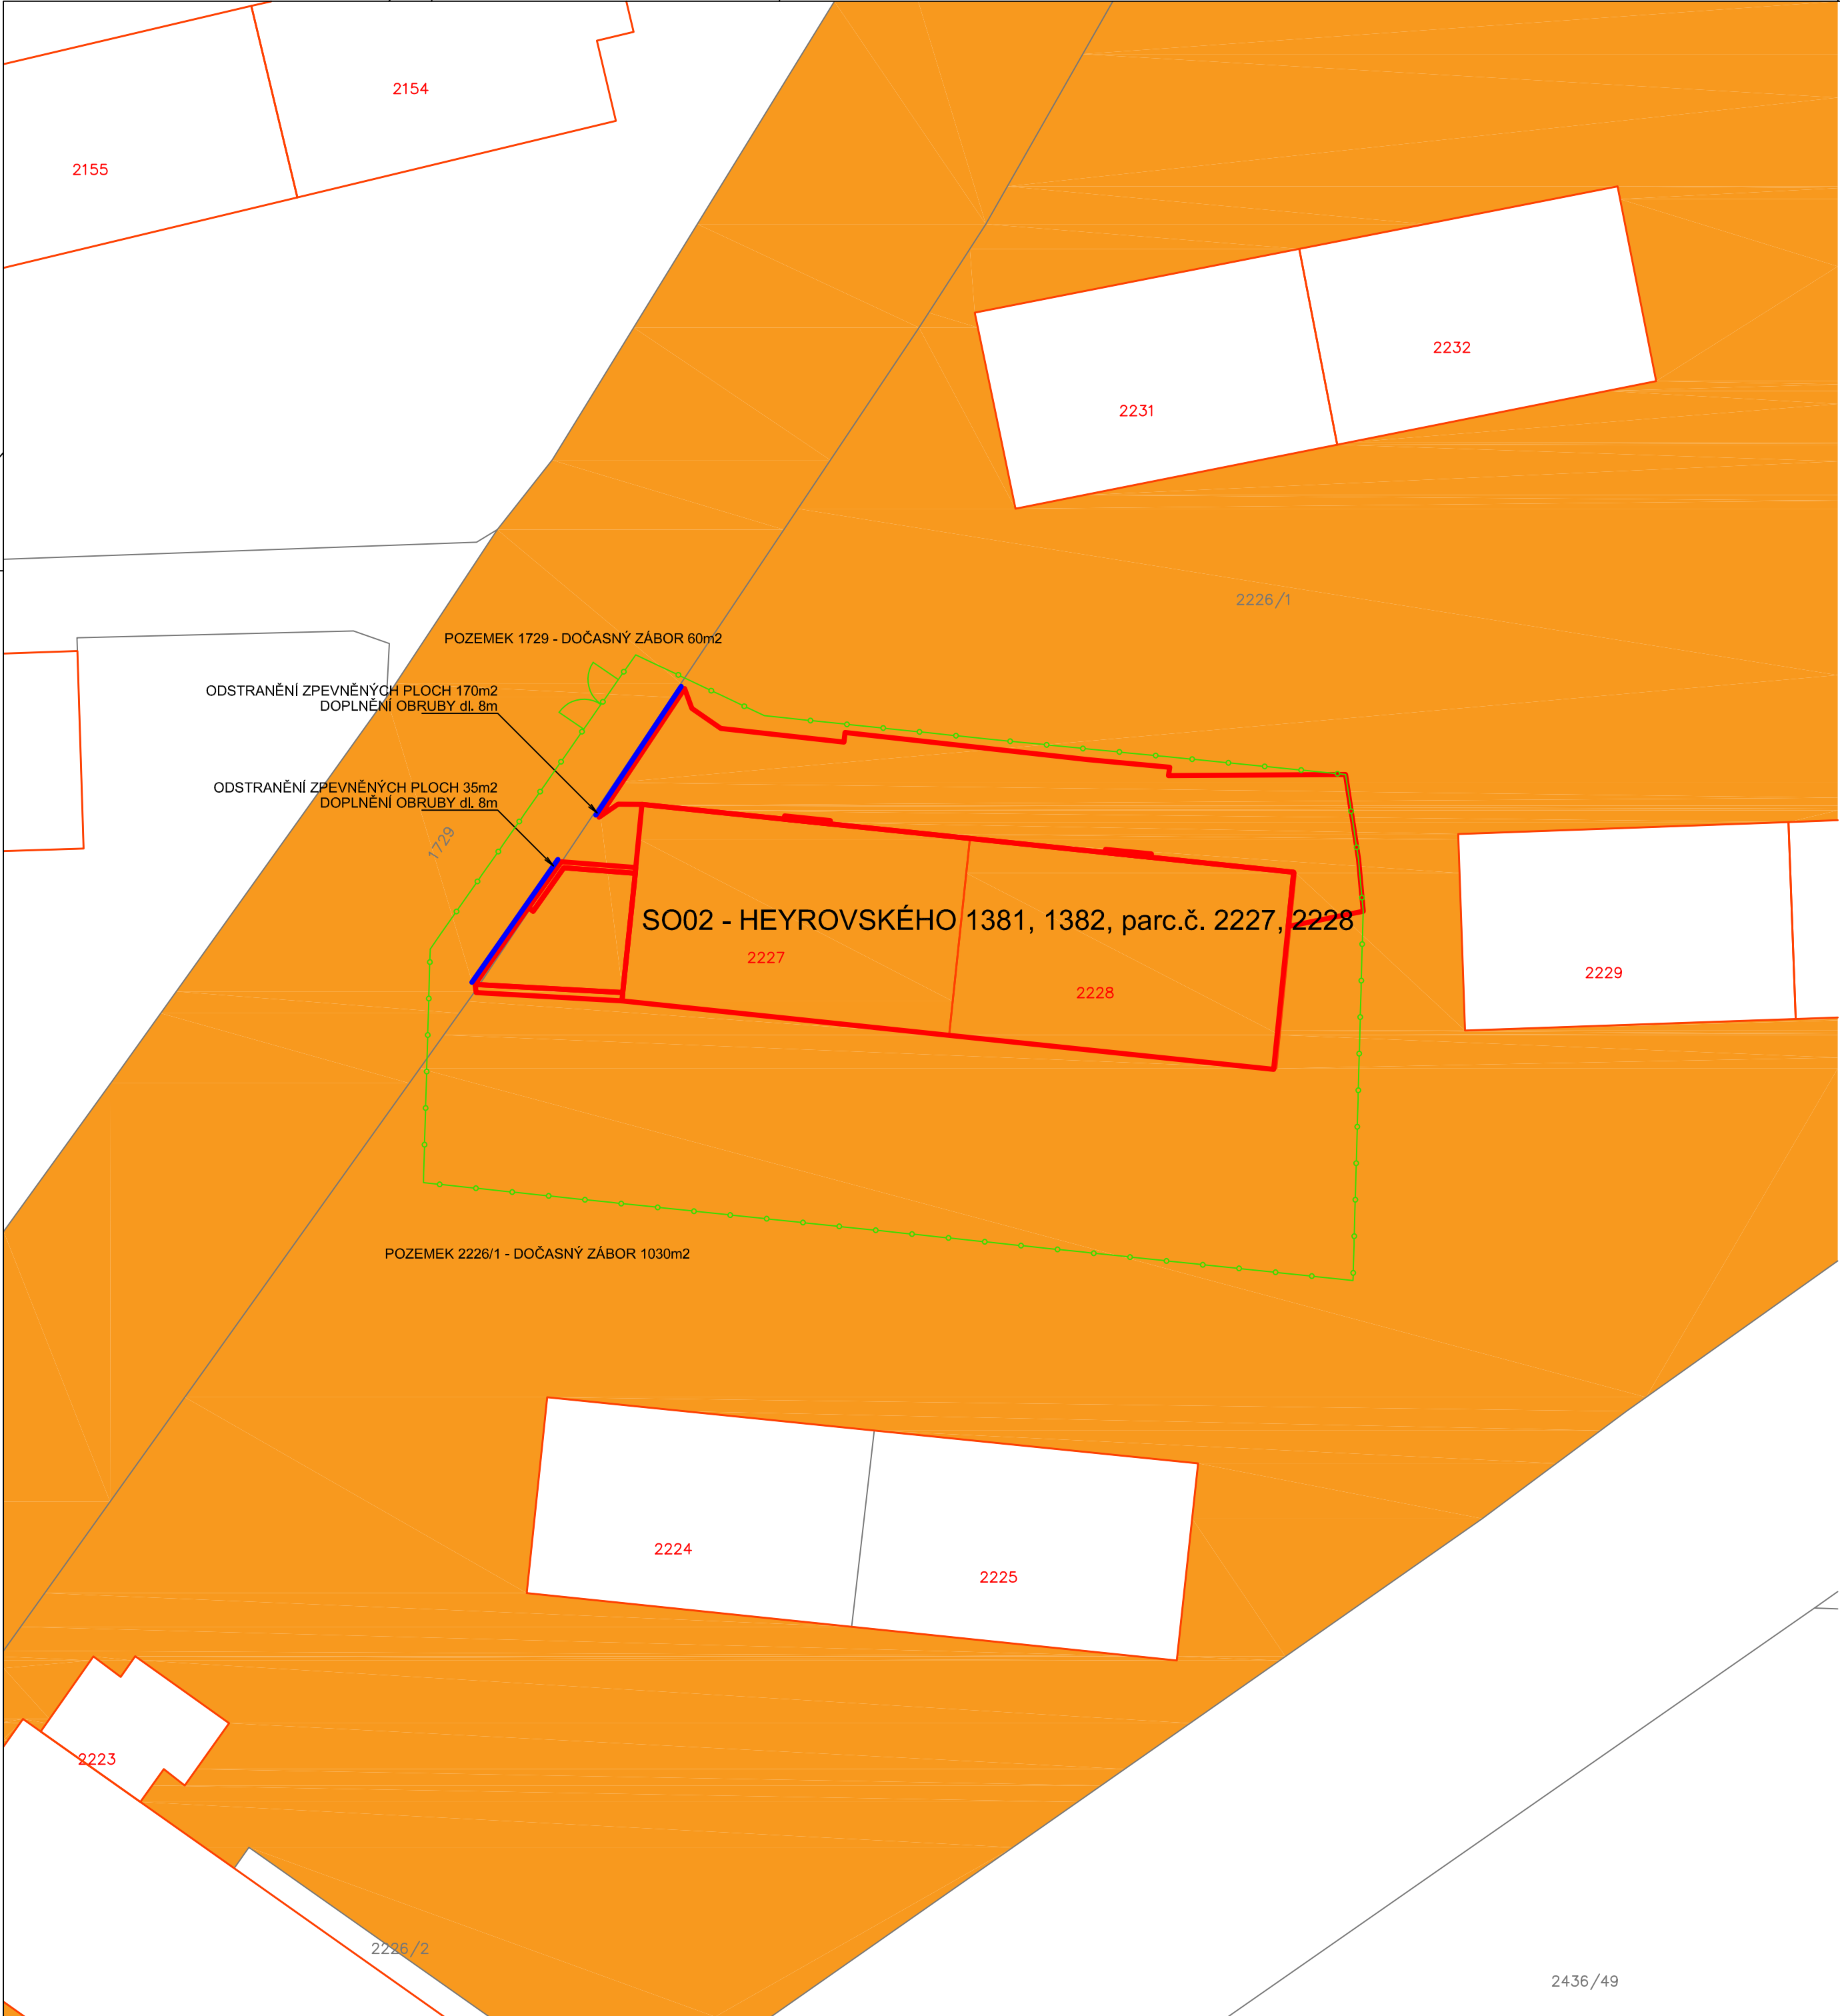 2154
2155
2232
2231
2226/1
POZEMEK 1729 - DOČASNÝ ZÁBOR 60m2
ODSTRANĚNÍ ZPEVNĚNÝCH PLOCH 170m2
DOPLNĚNÍ OBRUBY dl. 8m
ODSTRANĚNÍ ZPEVNĚNÝCH PLOCH 35m2
DOPLNĚNÍ OBRUBY dl. 8m
1729
SO02 - HEYROVSKÉHO 1381, 1382, parc.č. 2227, 2228
2227
2228
2229
POZEMEK 2226/1 - DOČASNÝ ZÁBOR 1030m2
2224
2225
2223
2226/2
2436/49